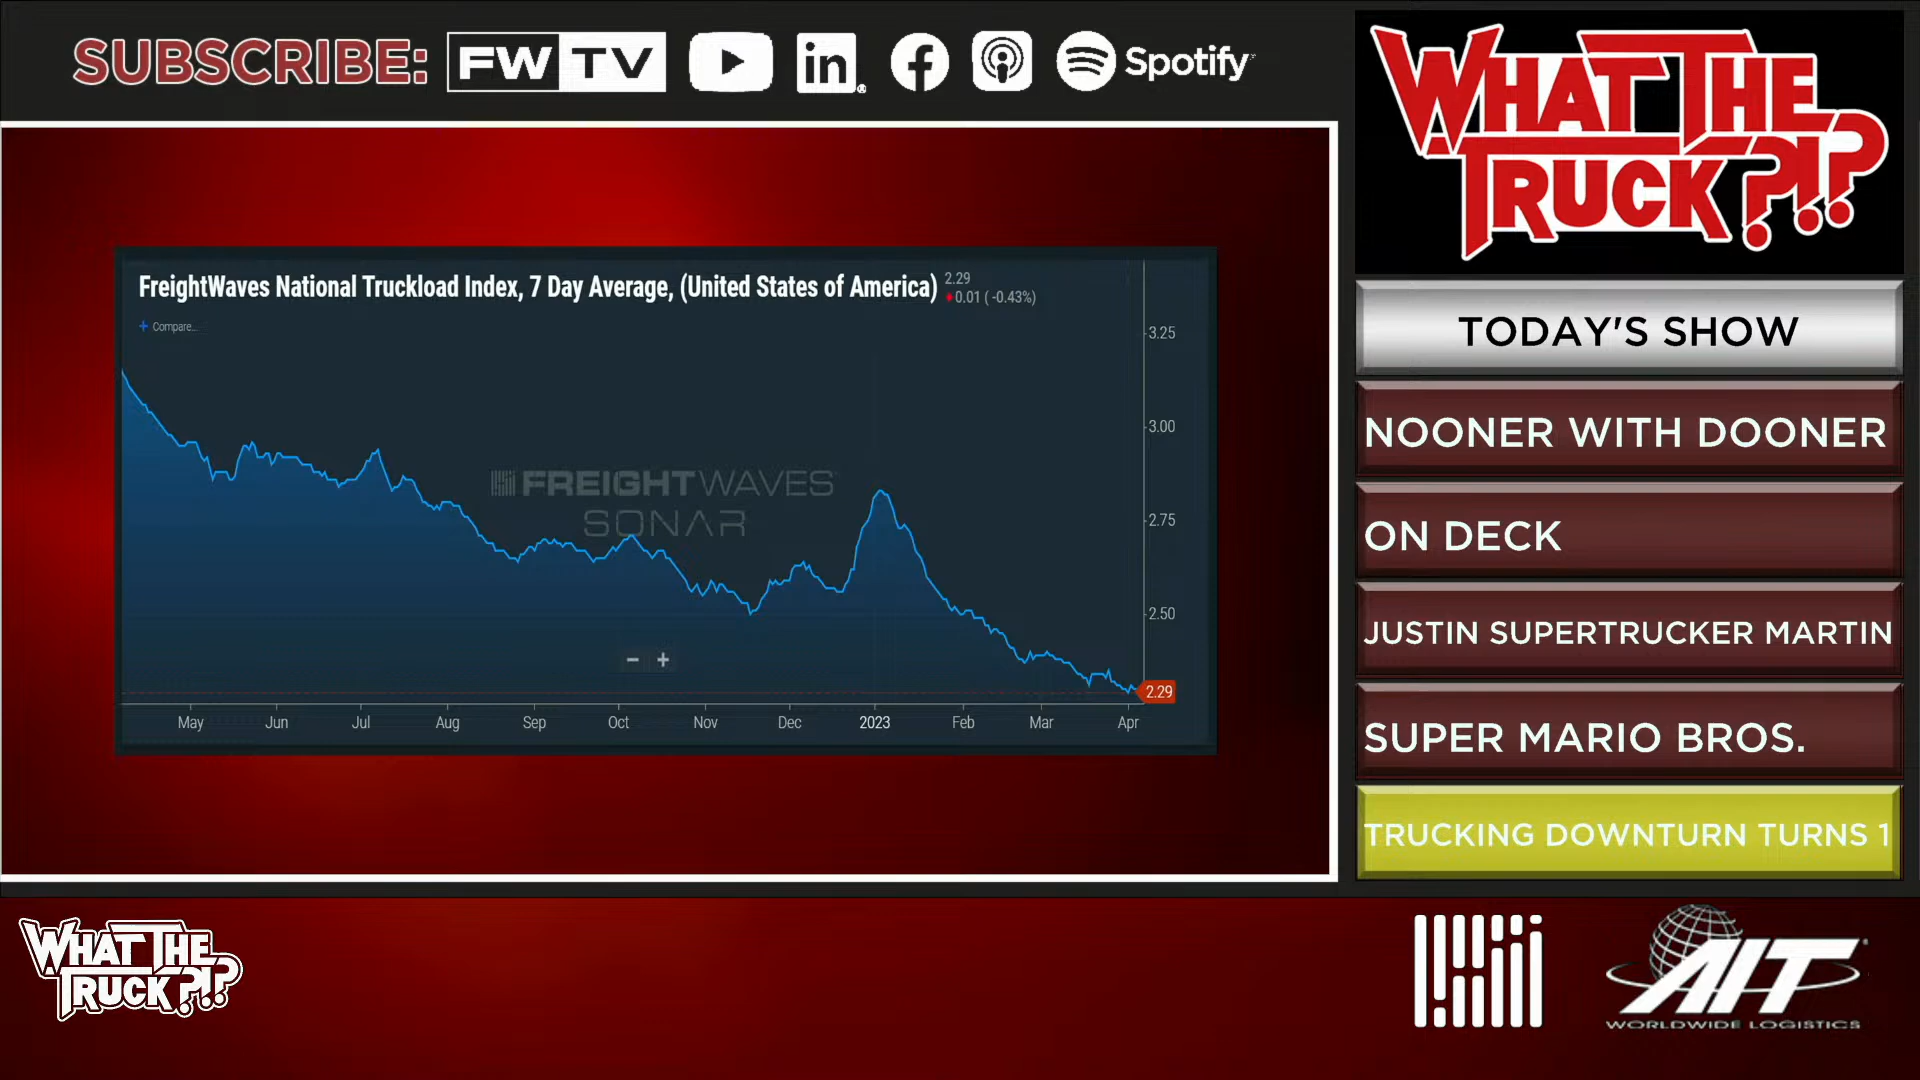 SUBSCRIBE: FWTV in Spotify
WHAT THE
TRUCK?!?
TODAY'S SHOW
NOONER WITH DOONER
ON DECK
JUSTIN SUPERTRUCKER MARTIN
SUPER MARIO BROS.
TRUCKING DOWNTURN TURNS 1
FreightWaves National Truckload Index, 7 Day Average, (United States of America) 2.29
0.01 ( -0.43%)
+ Compare...
3.25
3.00
2.75
2.50
2.29
FREIGHTWAVES
SONAR
− +
May Jun Jul Aug Sep Oct Nov Dec 2023 Feb Mar Apr
WHAT THE
TRUCK?!?
AIT
WORLDWIDE LOGISTICS